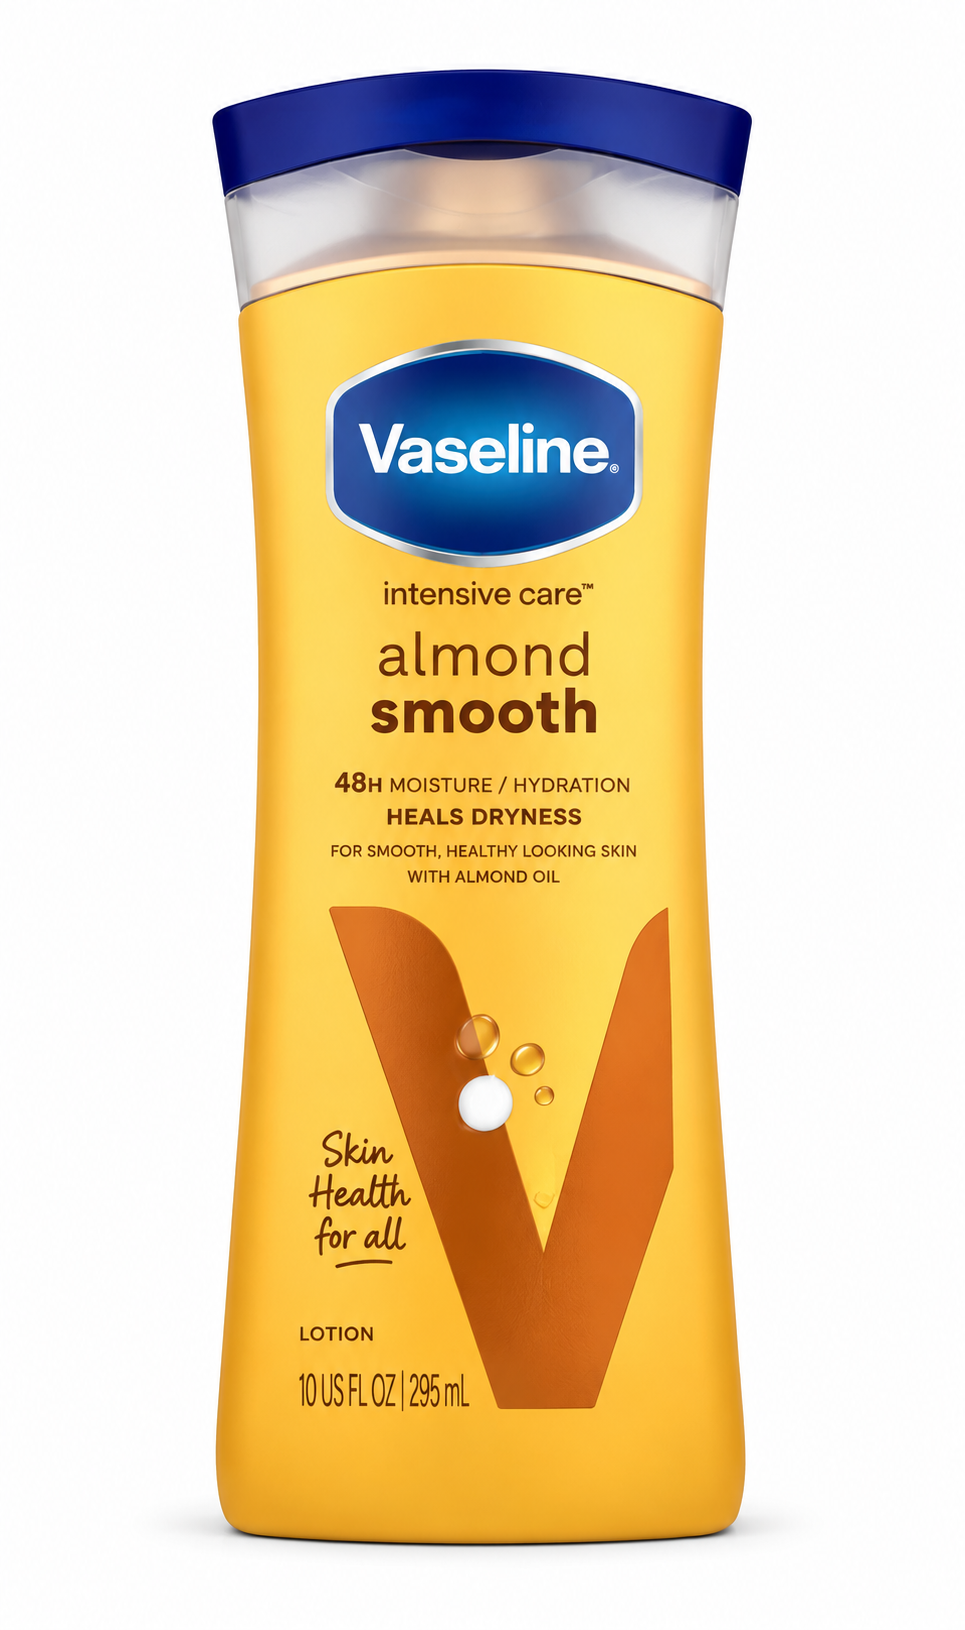 Vaseline®
intensive care™
almond
smooth
48H MOISTURE / HYDRATION
HEALS DRYNESS
FOR SMOOTH, HEALTHY LOOKING SKIN
WITH ALMOND OIL
Skin
Health
for all
LOTION
10 US FL OZ | 295 mL